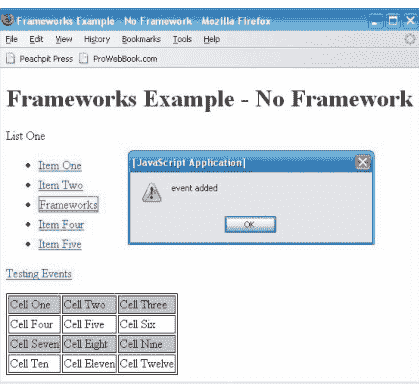 Frameworks Example - No Framework - Mozilla Firefox
File Edit View History Bookmarks Tools Help
Peachpit Press ProWebBook.com
Frameworks Example - No Framework
List One
Item One
Item Two
Frameworks
Item Four
Item Five
[JavaScript Application]
event added
OK
Testing Events
Cell One Cell Two Cell Three
Cell Four Cell Five Cell Six
Cell Seven Cell Eight Cell Nine
Cell Ten Cell Eleven Cell Twelve